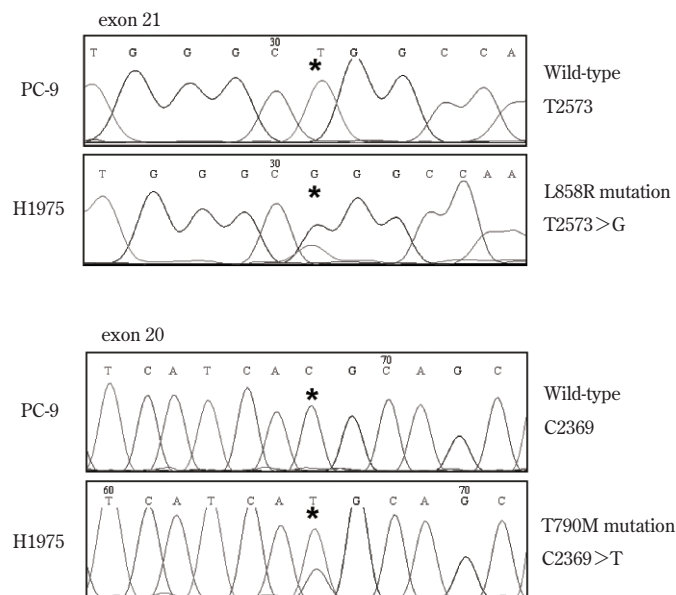 exon 21
30
T G G G C T G G C C A
*
PC-9
Wild-type
T2573
30
T G G G C G G G C C A A
*
H1975
L858R mutation
T2573>G
exon 20
70
T C A T C A C G C A G C
*
PC-9
Wild-type
C2369
60 70
T C A T C A T G C A G C
*
H1975
T790M mutation
C2369>T